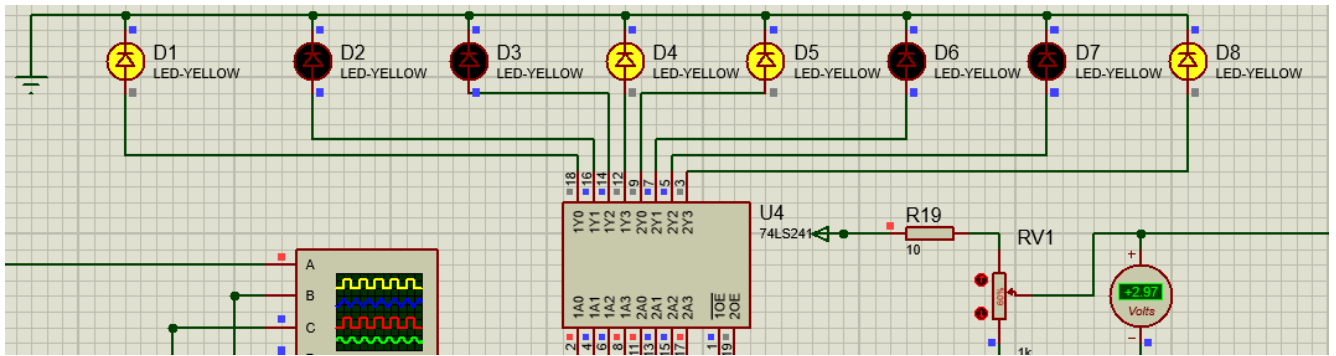 D1
LED-YELLOW
D2
LED-YELLOW
D3
LED-YELLOW
D4
LED-YELLOW
D5
LED-YELLOW
D6
LED-YELLOW
D7
LED-YELLOW
D8
LED-YELLOW
18
16
14
12
9
7
5
3
1Y0
1Y1
1Y2
1Y3
2Y0
2Y1
2Y2
2Y3
U4
74LS241
1A0
1A1
1A2
1A3
2A0
2A1
2A2
2A3
1OE
2OE
2
4
6
8
11
13
15
17
1
19
R19
10
RV1
60%
1k
+
+2.97
Volts
−
A
B
C